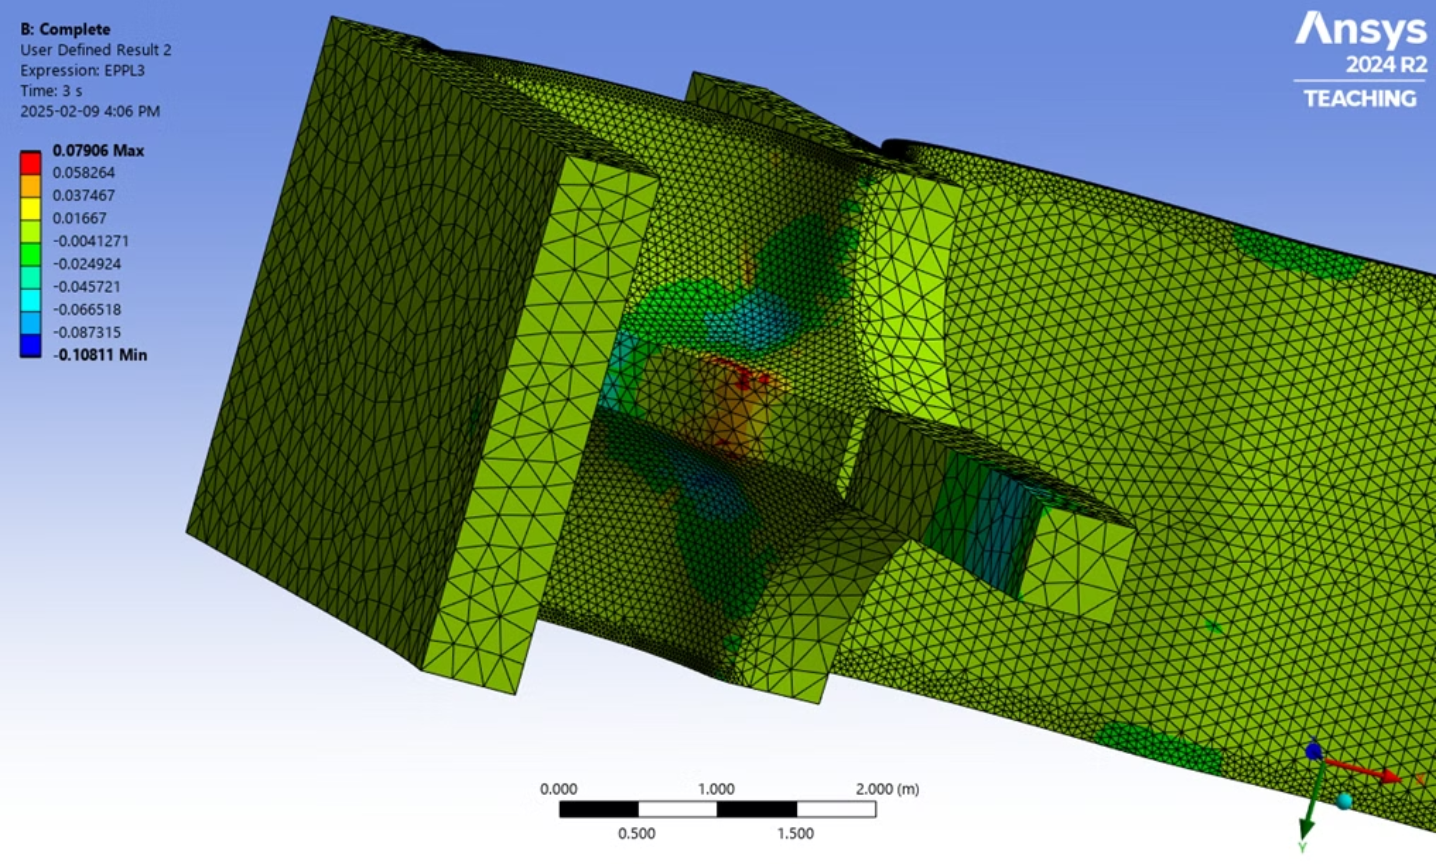 B: Complete
User Defined Result 2
Expression: EPPL3
Time: 3 s
2025-02-09 4:06 PM
0.07906 Max
0.058264
0.037467
0.01667
-0.0041271
-0.024924
-0.045721
-0.066518
-0.087315
-0.10811 Min
Ansys
2024 R2
TEACHING
0.000 1.000 2.000 (m)
0.500 1.500
Y